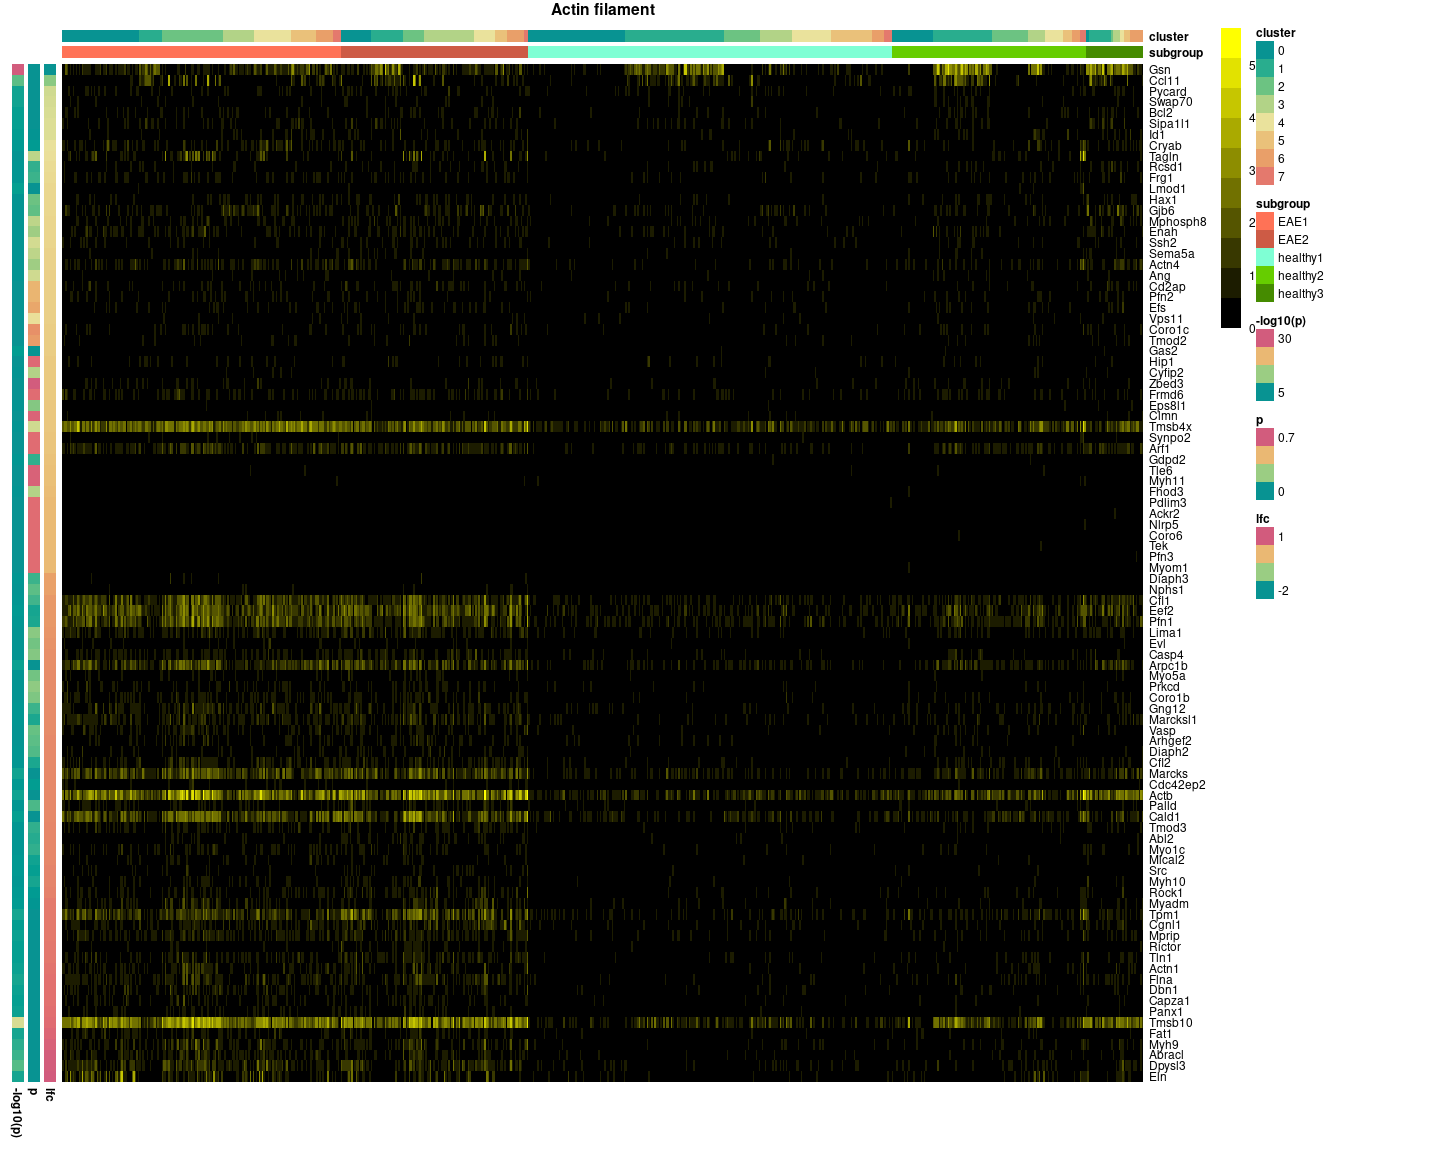 Actin filament
cluster
subgroup
Gsn
Ccl11
Pycard
Swap70
Bcl2
Sipa1l1
Id1
Cryab
Tagln
Rcsd1
Frg1
Lmod1
Hax1
Gjb6
Mphosph8
Enah
Ssh2
Sema5a
Actn4
Ang
Cd2ap
Pfn2
Efs
Vps11
Coro1c
Tmod2
Gas2
Hip1
Cyfip2
Zbed3
Frmd6
Eps8l1
Clmn
Tmsb4x
Synpo2
Arf1
Gdpd2
Tle6
Myh11
Fhod3
Pdlim3
Ackr2
Nlrp5
Coro6
Tek
Pfn3
Myom1
Diaph3
Nphs1
Cfl1
Eef2
Pfn1
Lima1
Evl
Casp4
Arpc1b
Myo5a
Prkcd
Coro1b
Gng12
Marcksl1
Vasp
Arhgef2
Diaph2
Cfl2
Marcks
Cdc42ep2
Actb
Palld
Cald1
Tmod3
Abl2
Myo1c
Mical2
Src
Myh10
Rock1
Myadm
Tpm1
Cgnl1
Mprip
Rictor
Tln1
Actn1
Flna
Dbn1
Capza1
Panx1
Tmsb10
Fat1
Myh9
Abracl
Dpysl3
Eln
-log10(p)
p
lfc
5
4
3
2
1
0
cluster
0
1
2
3
4
5
6
7
subgroup
EAE1
EAE2
healthy1
healthy2
healthy3
-log10(p)
30
5
p
0.7
0
lfc
1
-2